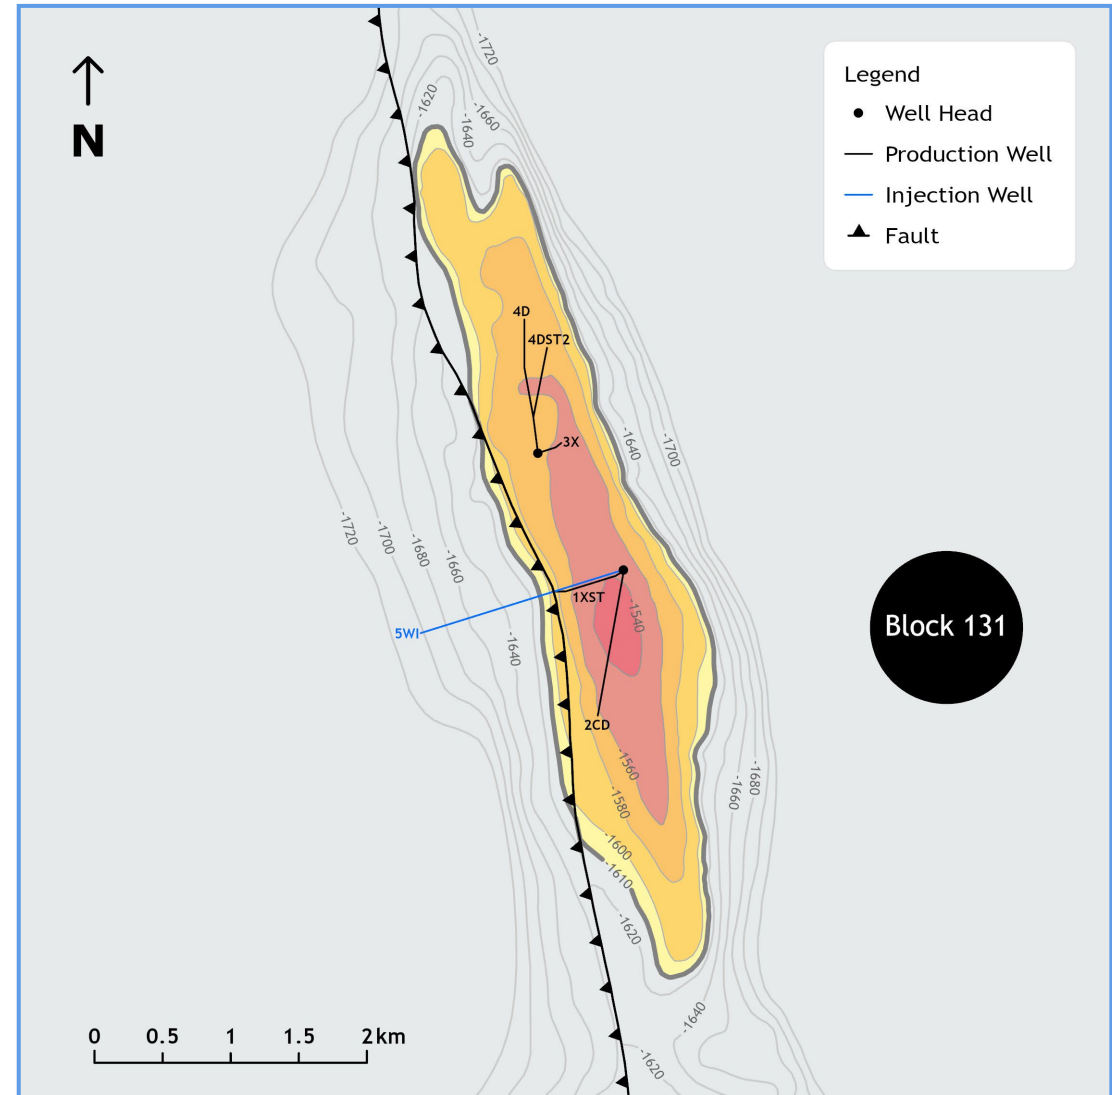 -1720
Legend
Well Head
Production Well
Injection Well
Fault
N
-1620
-1640
-1660
4D
4DST2
3X
-1640
-1700
-1720
-1700
-1680
-1660
1XST
-1540
5WI
-1640
Block 131
2CD
-1560
-1580
-1660
-1680
-1600
-1610
-1620
-1640
-1620
0 0.5 1 1.5 2 km